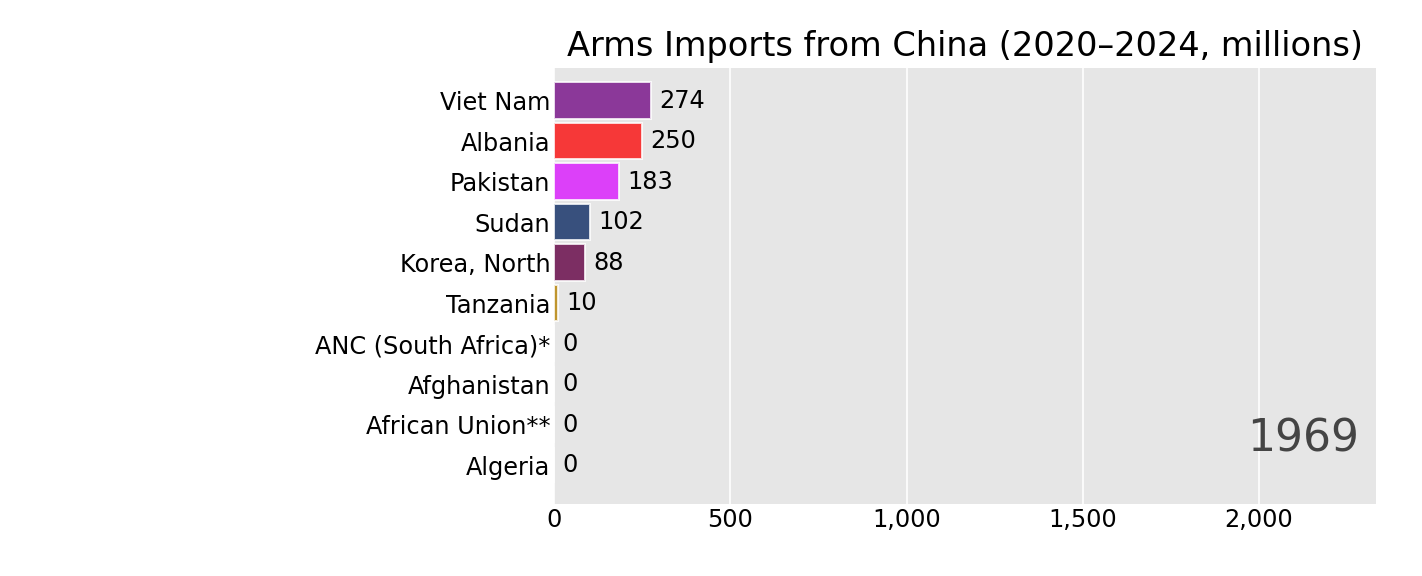 Arms Imports from China (2020–2024, millions)
Viet Nam 274
Albania 250
Pakistan 183
Sudan 102
Korea, North 88
Tanzania 10
ANC (South Africa)* 0
Afghanistan 0
African Union** 0
Algeria 0
1969
0 500 1,000 1,500 2,000